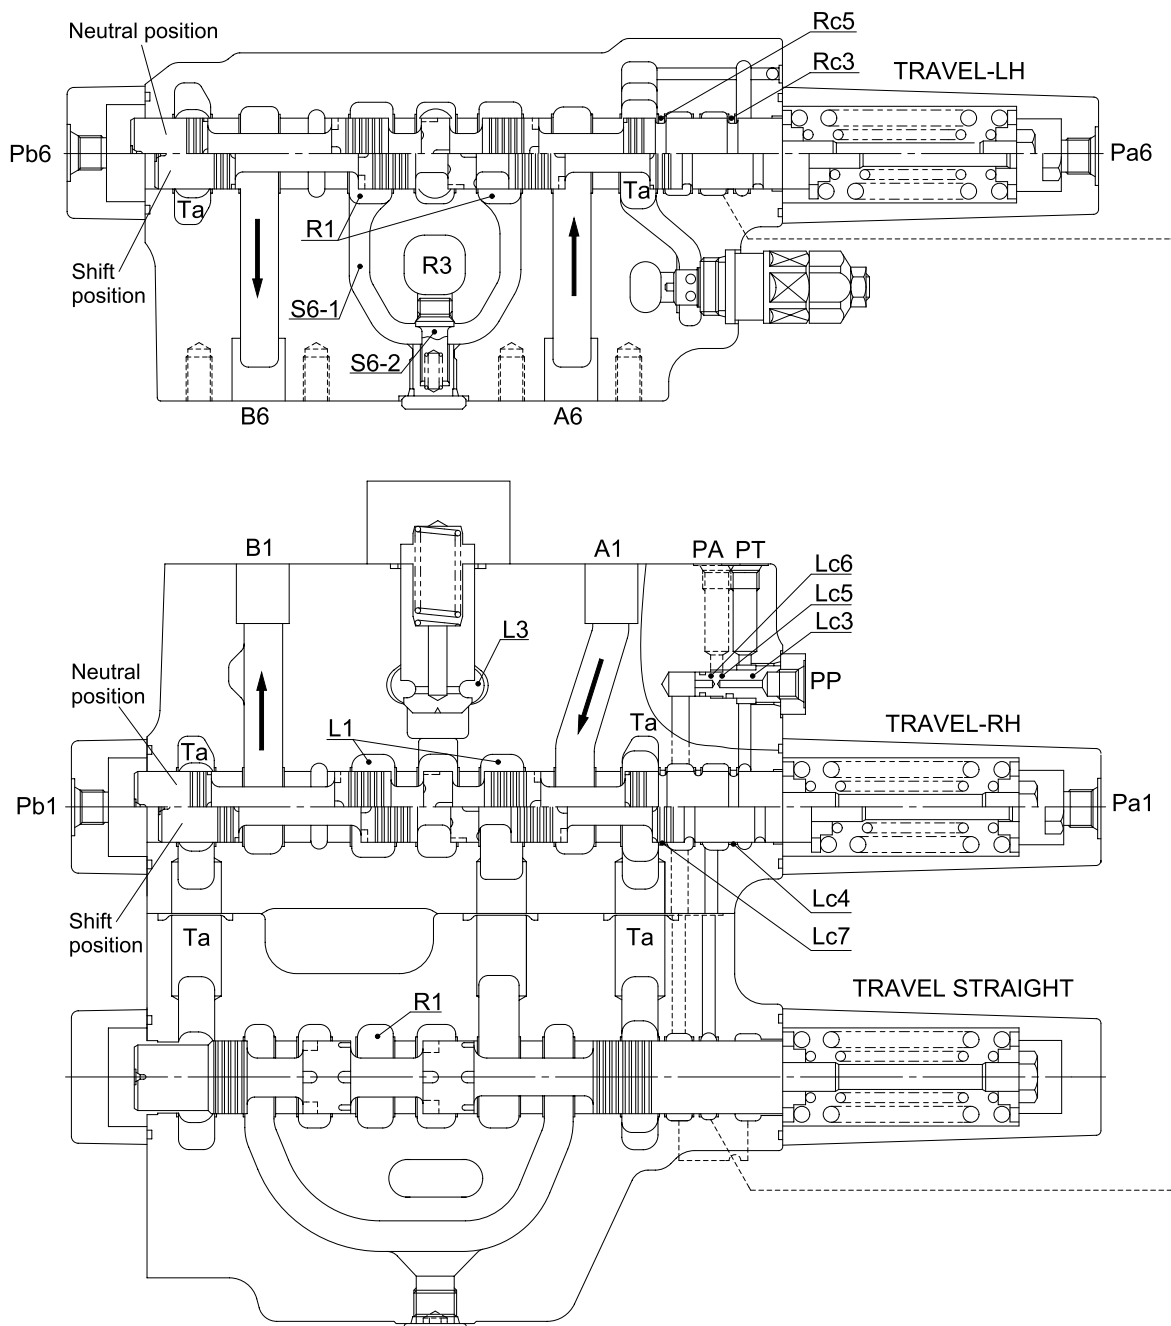 Neutral position
Rc5
Rc3
TRAVEL-LH
Pb6
Pa6
Ta
Ta
R1
R3
Shift
position
S6-1
S6-2
B6
A6
B1
A1
PA
PT
Lc6
Lc5
Lc3
L3
Neutral
position
PP
Ta
L1
Ta
TRAVEL-RH
Pb1
Pa1
Shift
position
Lc4
Ta
Ta
Lc7
TRAVEL STRAIGHT
R1